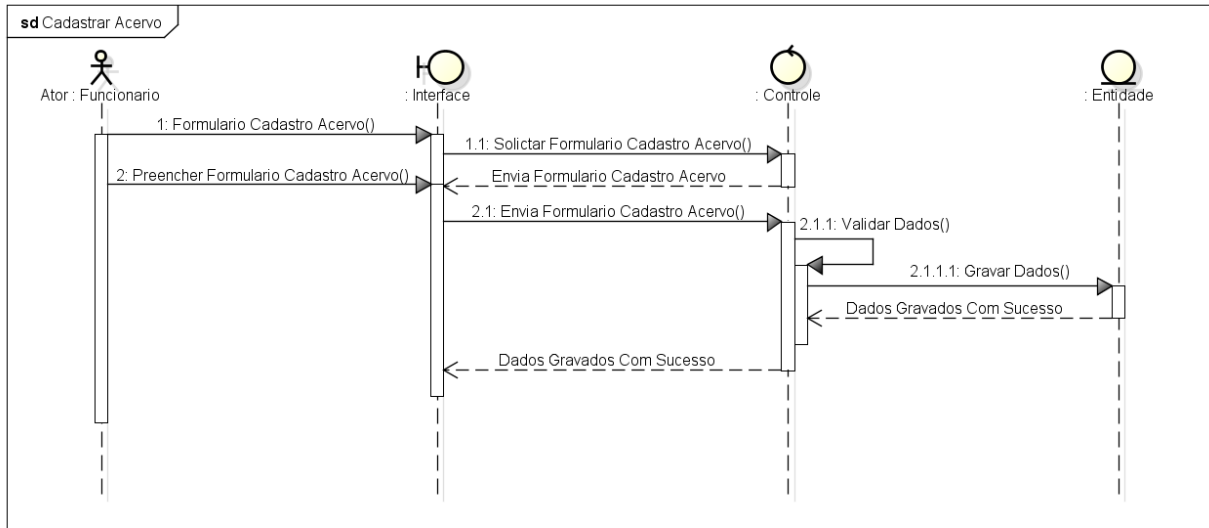 sd Cadastrar Acervo
Ator : Funcionario
: Interface
: Controle
: Entidade
1: Formulario Cadastro Acervo()
1.1: Solictar Formulario Cadastro Acervo()
2: Preencher Formulario Cadastro Acervo()
Envia Formulario Cadastro Acervo
2.1: Envia Formulario Cadastro Acervo()
2.1.1: Validar Dados()
2.1.1.1: Gravar Dados()
Dados Gravados Com Sucesso
Dados Gravados Com Sucesso